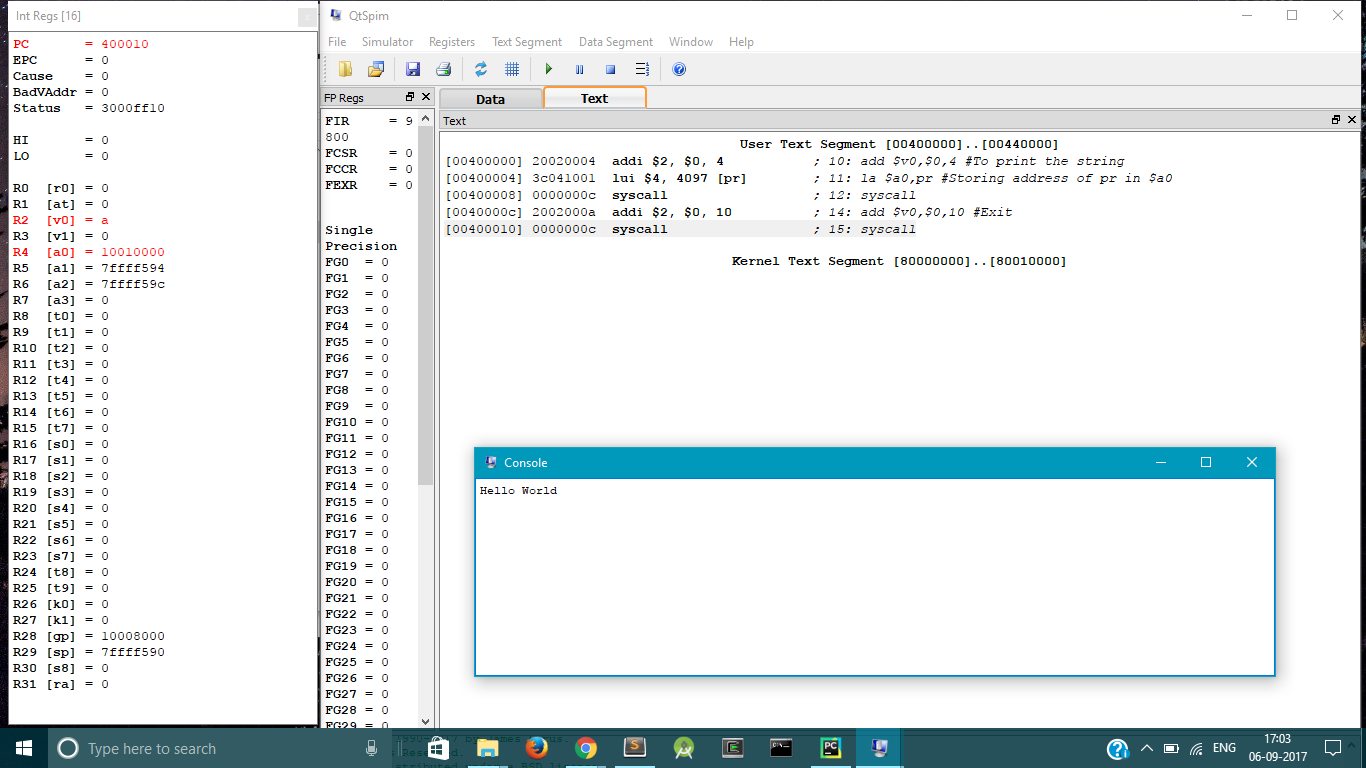 Int Regs [16]
PC = 400010
EPC = 0
Cause = 0
BadVAddr = 0
Status = 3000ff10
HI = 0
LO = 0
R0 [r0] = 0
R1 [at] = 0
R2 [v0] = a
R3 [v1] = 0
R4 [a0] = 10010000
R5 [a1] = 7ffff594
R6 [a2] = 7ffff59c
R7 [a3] = 0
R8 [t0] = 0
R9 [t1] = 0
R10 [t2] = 0
R11 [t3] = 0
R12 [t4] = 0
R13 [t5] = 0
R14 [t6] = 0
R15 [t7] = 0
R16 [s0] = 0
R17 [s1] = 0
R18 [s2] = 0
R19 [s3] = 0
R20 [s4] = 0
R21 [s5] = 0
R22 [s6] = 0
R23 [s7] = 0
R24 [t8] = 0
R25 [t9] = 0
R26 [k0] = 0
R27 [k1] = 0
R28 [gp] = 10008000
R29 [sp] = 7ffff590
R30 [s8] = 0
R31 [ra] = 0
QtSpim
File Simulator Registers Text Segment Data Segment Window Help
FP Regs
FIR = 9
800
FCSR = 0
FCCR = 0
FEXR = 0
Single
Precision
FG0 = 0
FG1 = 0
FG2 = 0
FG3 = 0
FG4 = 0
FG5 = 0
FG6 = 0
FG7 = 0
FG8 = 0
FG9 = 0
FG10 = 0
FG11 = 0
FG12 = 0
FG13 = 0
FG14 = 0
FG15 = 0
FG16 = 0
FG17 = 0
FG18 = 0
FG19 = 0
FG20 = 0
FG21 = 0
FG22 = 0
FG23 = 0
FG24 = 0
FG25 = 0
FG26 = 0
FG27 = 0
FG28 = 0
FG29 = 0
Data Text
Text
User Text Segment [00400000]..[00440000]
[00400000] 20020004 addi $2, $0, 4 ; 10: add $v0,$0,4 #To print the string
[00400004] 3c041001 lui $4, 4097 [pr] ; 11: la $a0,pr #Storing address of pr in $a0
[00400008] 0000000c syscall ; 12: syscall
[0040000c] 2002000a addi $2, $0, 10 ; 14: add $v0,$0,10 #Exit
[00400010] 0000000c syscall ; 15: syscall
Kernel Text Segment [80000000]..[80010000]
Console
Hello World
Type here to search
ENG
17:03
06-09-2017